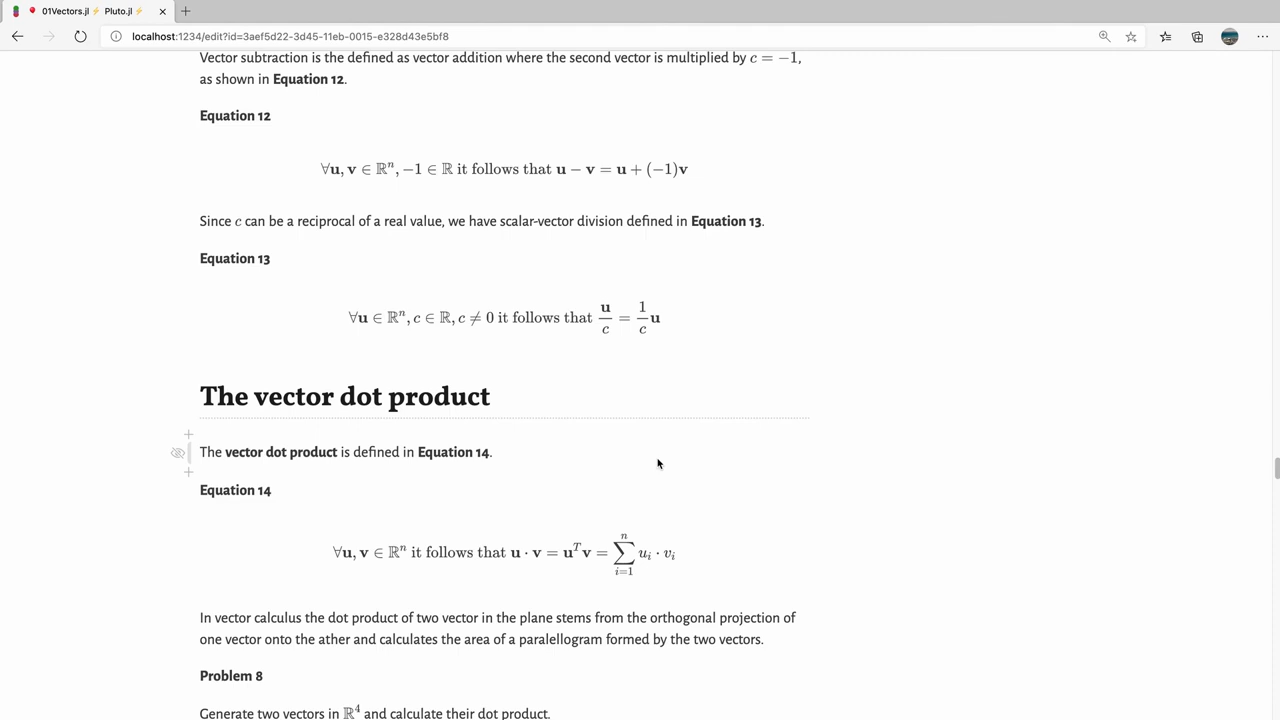 01Vectors.jl ⚡ Pluto.jl ⚡
localhost:1234/edit?id=3aef5d22-3d45-11eb-0015-e328d43e5bf8
Vector subtraction is the defined as vector addition where the second vector is multiplied by c = −1,
as shown in Equation 12.
Equation 12
∀u, v ∈ ℝⁿ, −1 ∈ ℝ it follows that u − v = u + (−1)v
Since c can be a reciprocal of a real value, we have scalar-vector division defined in Equation 13.
Equation 13
∀u ∈ ℝⁿ, c ∈ ℝ, c ≠ 0 it follows that u/c = 1/c u
The vector dot product
The vector dot product is defined in Equation 14.
Equation 14
∀u, v ∈ ℝⁿ it follows that u · v = uᵀv = ∑ᵢ₌₁ⁿ uᵢ · vᵢ
In vector calculus the dot product of two vector in the plane stems from the orthogonal projection of
one vector onto the ather and calculates the area of a paralellogram formed by the two vectors.
Problem 8
Generate two vectors in ℝ⁴ and calculate their dot product.